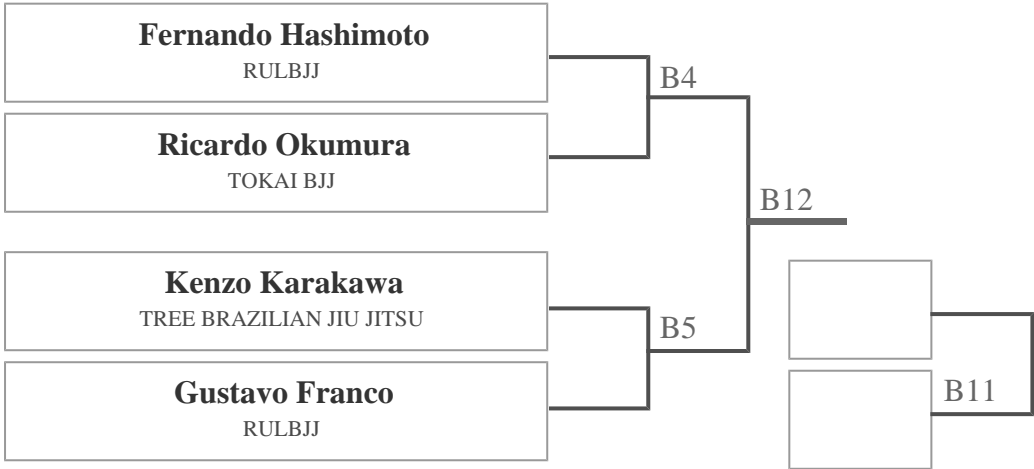 Fernando Hashimoto
RULBJJ
B4
Ricardo Okumura
TOKAI BJJ
B12
Kenzo Karakawa
TREE BRAZILIAN JIU JITSU
B5
Gustavo Franco
RULBJJ
B11